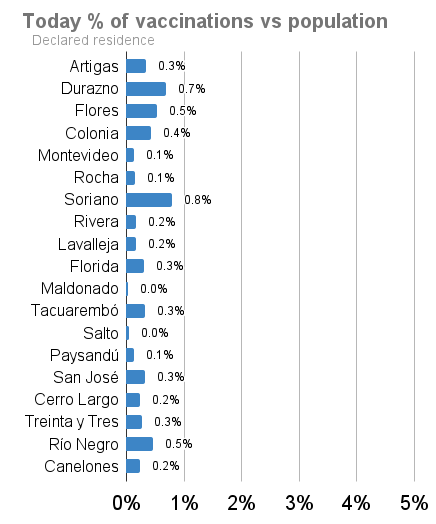 Today % of vaccinations vs population
Declared residence
Artigas 0.3%
Durazno 0.7%
Flores 0.5%
Colonia 0.4%
Montevideo 0.1%
Rocha 0.1%
Soriano 0.8%
Rivera 0.2%
Lavalleja 0.2%
Florida 0.3%
Maldonado 0.0%
Tacuarembó 0.3%
Salto 0.0%
Paysandú 0.1%
San José 0.3%
Cerro Largo 0.2%
Treinta y Tres 0.3%
Río Negro 0.5%
Canelones 0.2%
0% 1% 2% 3% 4% 5%